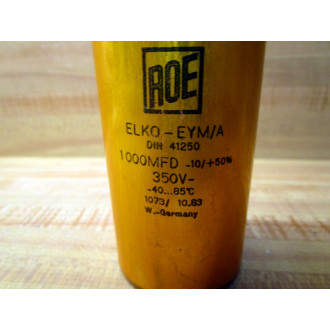 ROE
ELKO-EYM/A
DIN 41250
1000MFD -10/+50%
350V-
-40...85°C
1073/ 10.83
W.-Germany